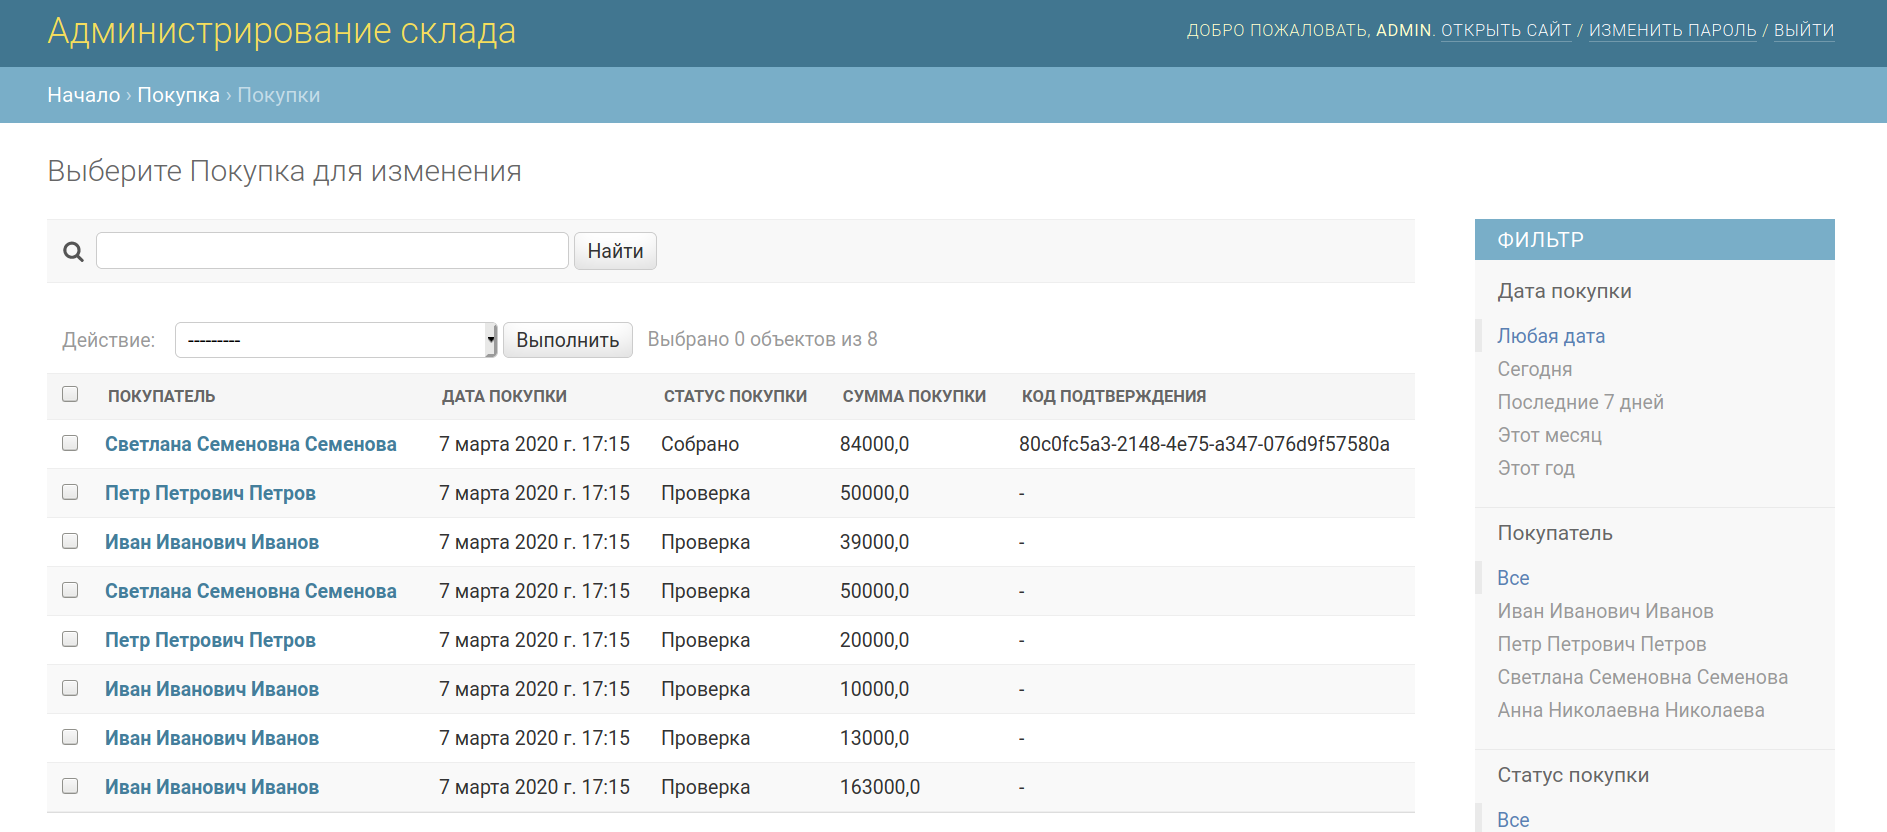 Администрирование склада
ДОБРО ПОЖАЛОВАТЬ, ADMIN. ОТКРЫТЬ САЙТ / ИЗМЕНИТЬ ПАРОЛЬ / ВЫЙТИ
Начало › Покупка › Покупки
Выберите Покупка для изменения
Найти
Действие: --------- Выполнить Выбрано 0 объектов из 8
ПОКУПАТЕЛЬ ДАТА ПОКУПКИ СТАТУС ПОКУПКИ СУММА ПОКУПКИ КОД ПОДТВЕРЖДЕНИЯ
Светлана Семеновна Семенова 7 марта 2020 г. 17:15 Собрано 84000,0 80c0fc5a3-2148-4e75-a347-076d9f57580a
Петр Петрович Петров 7 марта 2020 г. 17:15 Проверка 50000,0 -
Иван Иванович Иванов 7 марта 2020 г. 17:15 Проверка 39000,0 -
Светлана Семеновна Семенова 7 марта 2020 г. 17:15 Проверка 50000,0 -
Петр Петрович Петров 7 марта 2020 г. 17:15 Проверка 20000,0 -
Иван Иванович Иванов 7 марта 2020 г. 17:15 Проверка 10000,0 -
Иван Иванович Иванов 7 марта 2020 г. 17:15 Проверка 13000,0 -
Иван Иванович Иванов 7 марта 2020 г. 17:15 Проверка 163000,0 -
ФИЛЬТР
Дата покупки
Любая дата
Сегодня
Последние 7 дней
Этот месяц
Этот год
Покупатель
Все
Иван Иванович Иванов
Петр Петрович Петров
Светлана Семеновна Семенова
Анна Николаевна Николаева
Статус покупки
Все